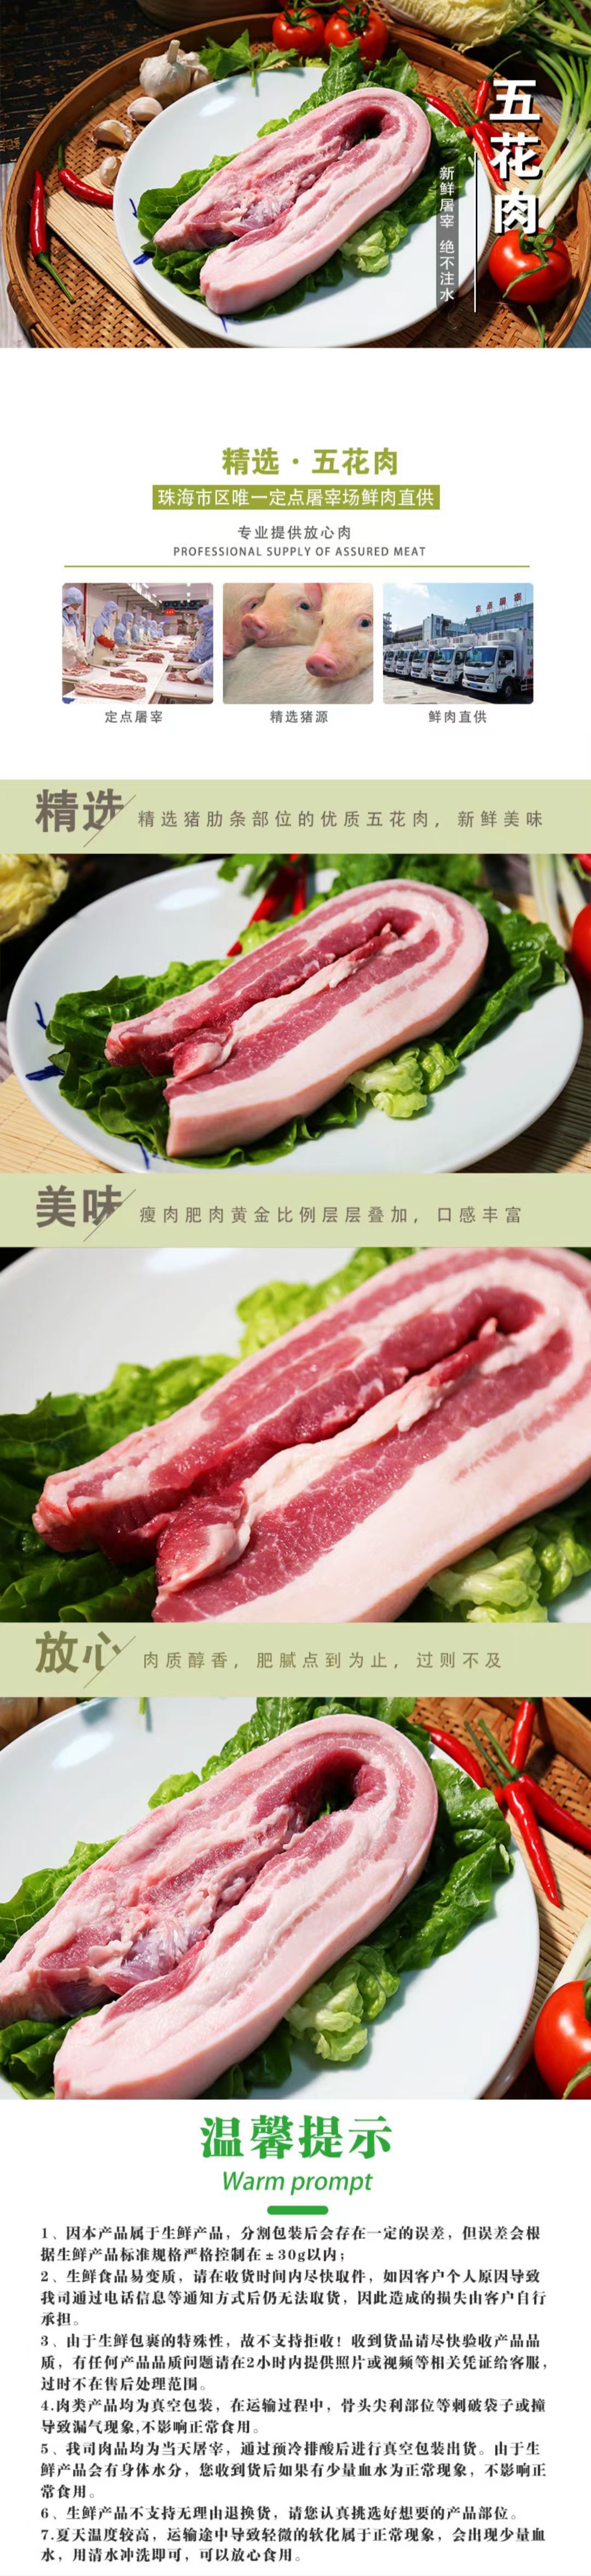 五花肉
新鲜屠宰 绝不注水
精选·五花肉
珠海市区唯一定点屠宰场鲜肉直供
专业提供放心肉
PROFESSIONAL SUPPLY OF ASSURED MEAT
定点屠宰
定点屠宰
精选猪源
鲜肉直供
精选
精选猪肋条部位的优质五花肉，新鲜美味
美味
瘦肉肥肉黄金比例层层叠加，口感丰富
放心
肉质醇香，肥腻点到为止，过则不及
温馨提示
Warm prompt
1、因本产品属于生鲜产品，分割包装后会存在一定的误差，但误差会根
据生鲜产品标准规格严格控制在±30g以内；
2、生鲜食品易变质，请在收货时间内尽快取件，如因客户个人原因导致
我司通过电话信息等通知方式后仍无法取货，因此造成的损失由客户自行
承担。
3、由于生鲜包裹的特殊性，故不支持拒收！收到货品请尽快验收产品品
质，有任何产品品质问题请在2小时内提供照片或视频等相关凭证给客服，
过时不在售后处理范围。
4.肉类产品均为真空包装，在运输过程中，骨头尖利部位等刺破袋子或撞
导致漏气现象,不影响正常食用。
5、我司肉品均为当天屠宰，通过预冷排酸后进行真空包装出货。由于生
鲜产品会有身体水分，您收到货后如果有少量血水为正常现象，不影响正
常食用。
6、生鲜产品不支持无理由退换货，请您认真挑选好想要的产品部位。
7.夏天温度较高，运输途中导致轻微的软化属于正常现象，会出现少量血
水，用清水冲洗即可，可以放心食用。